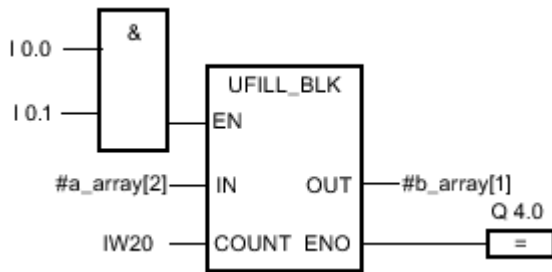 &
I 0.0
UFILL_BLK
I 0.1
EN
#a_array[2]
IN
OUT
#b_array[1]
Q 4.0
IW20
COUNT
ENO
=